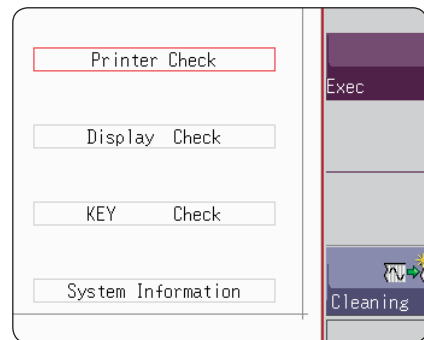 Printer Check
Exec
Display Check
KEY Check
System Information
Cleaning